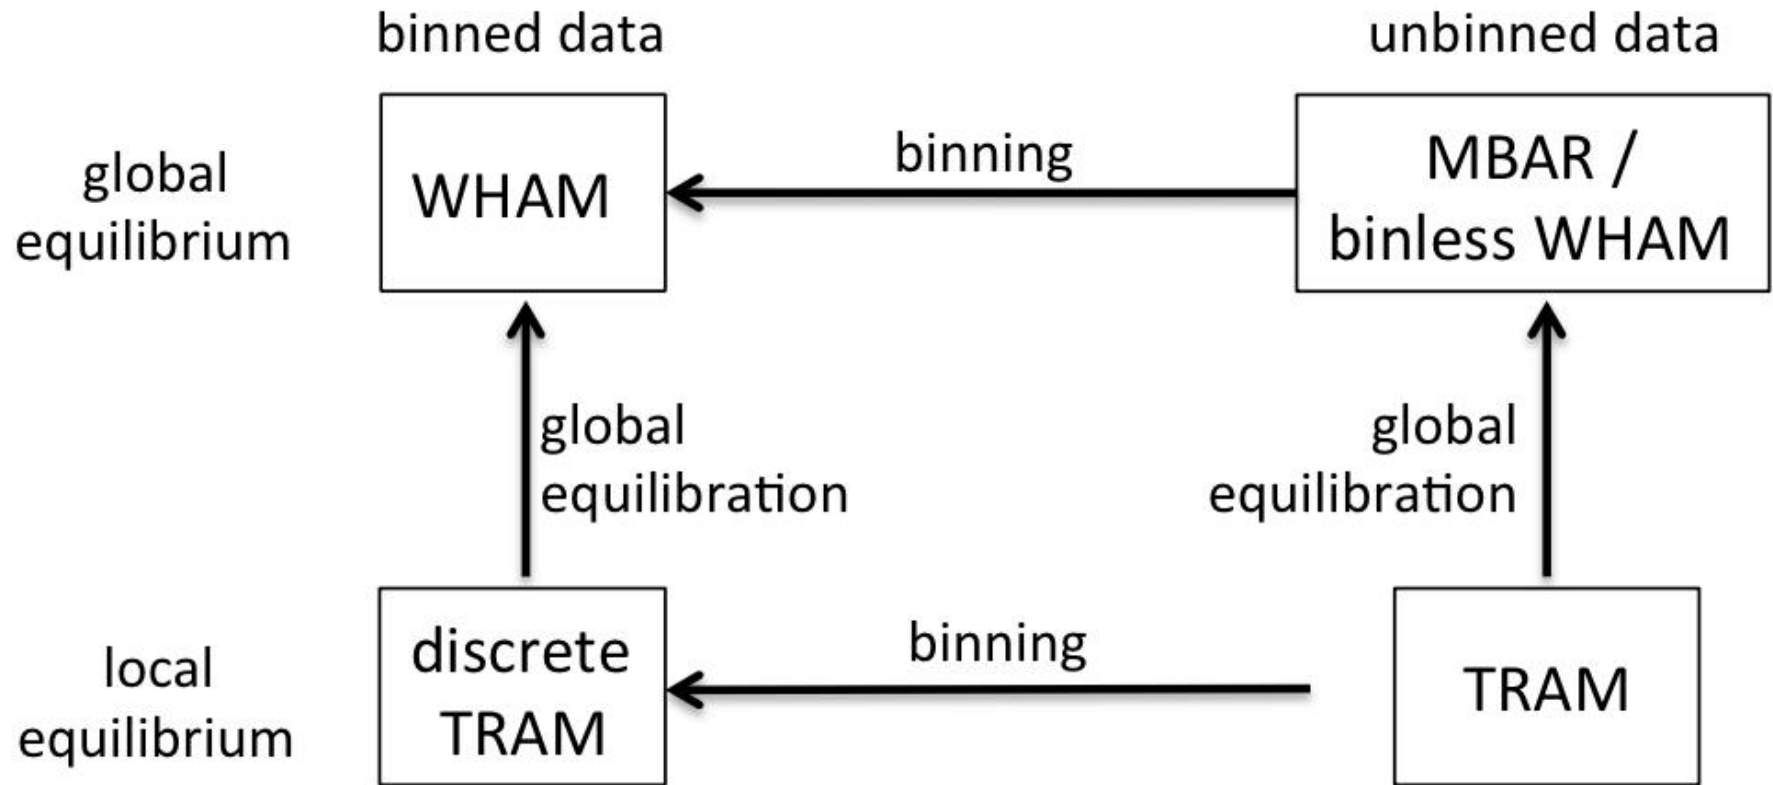 binned data
unbinned data
global
equilibrium
WHAM
binning
MBAR /
binless WHAM
global
equilibration
global
equilibration
local
equilibrium
discrete
TRAM
binning
TRAM